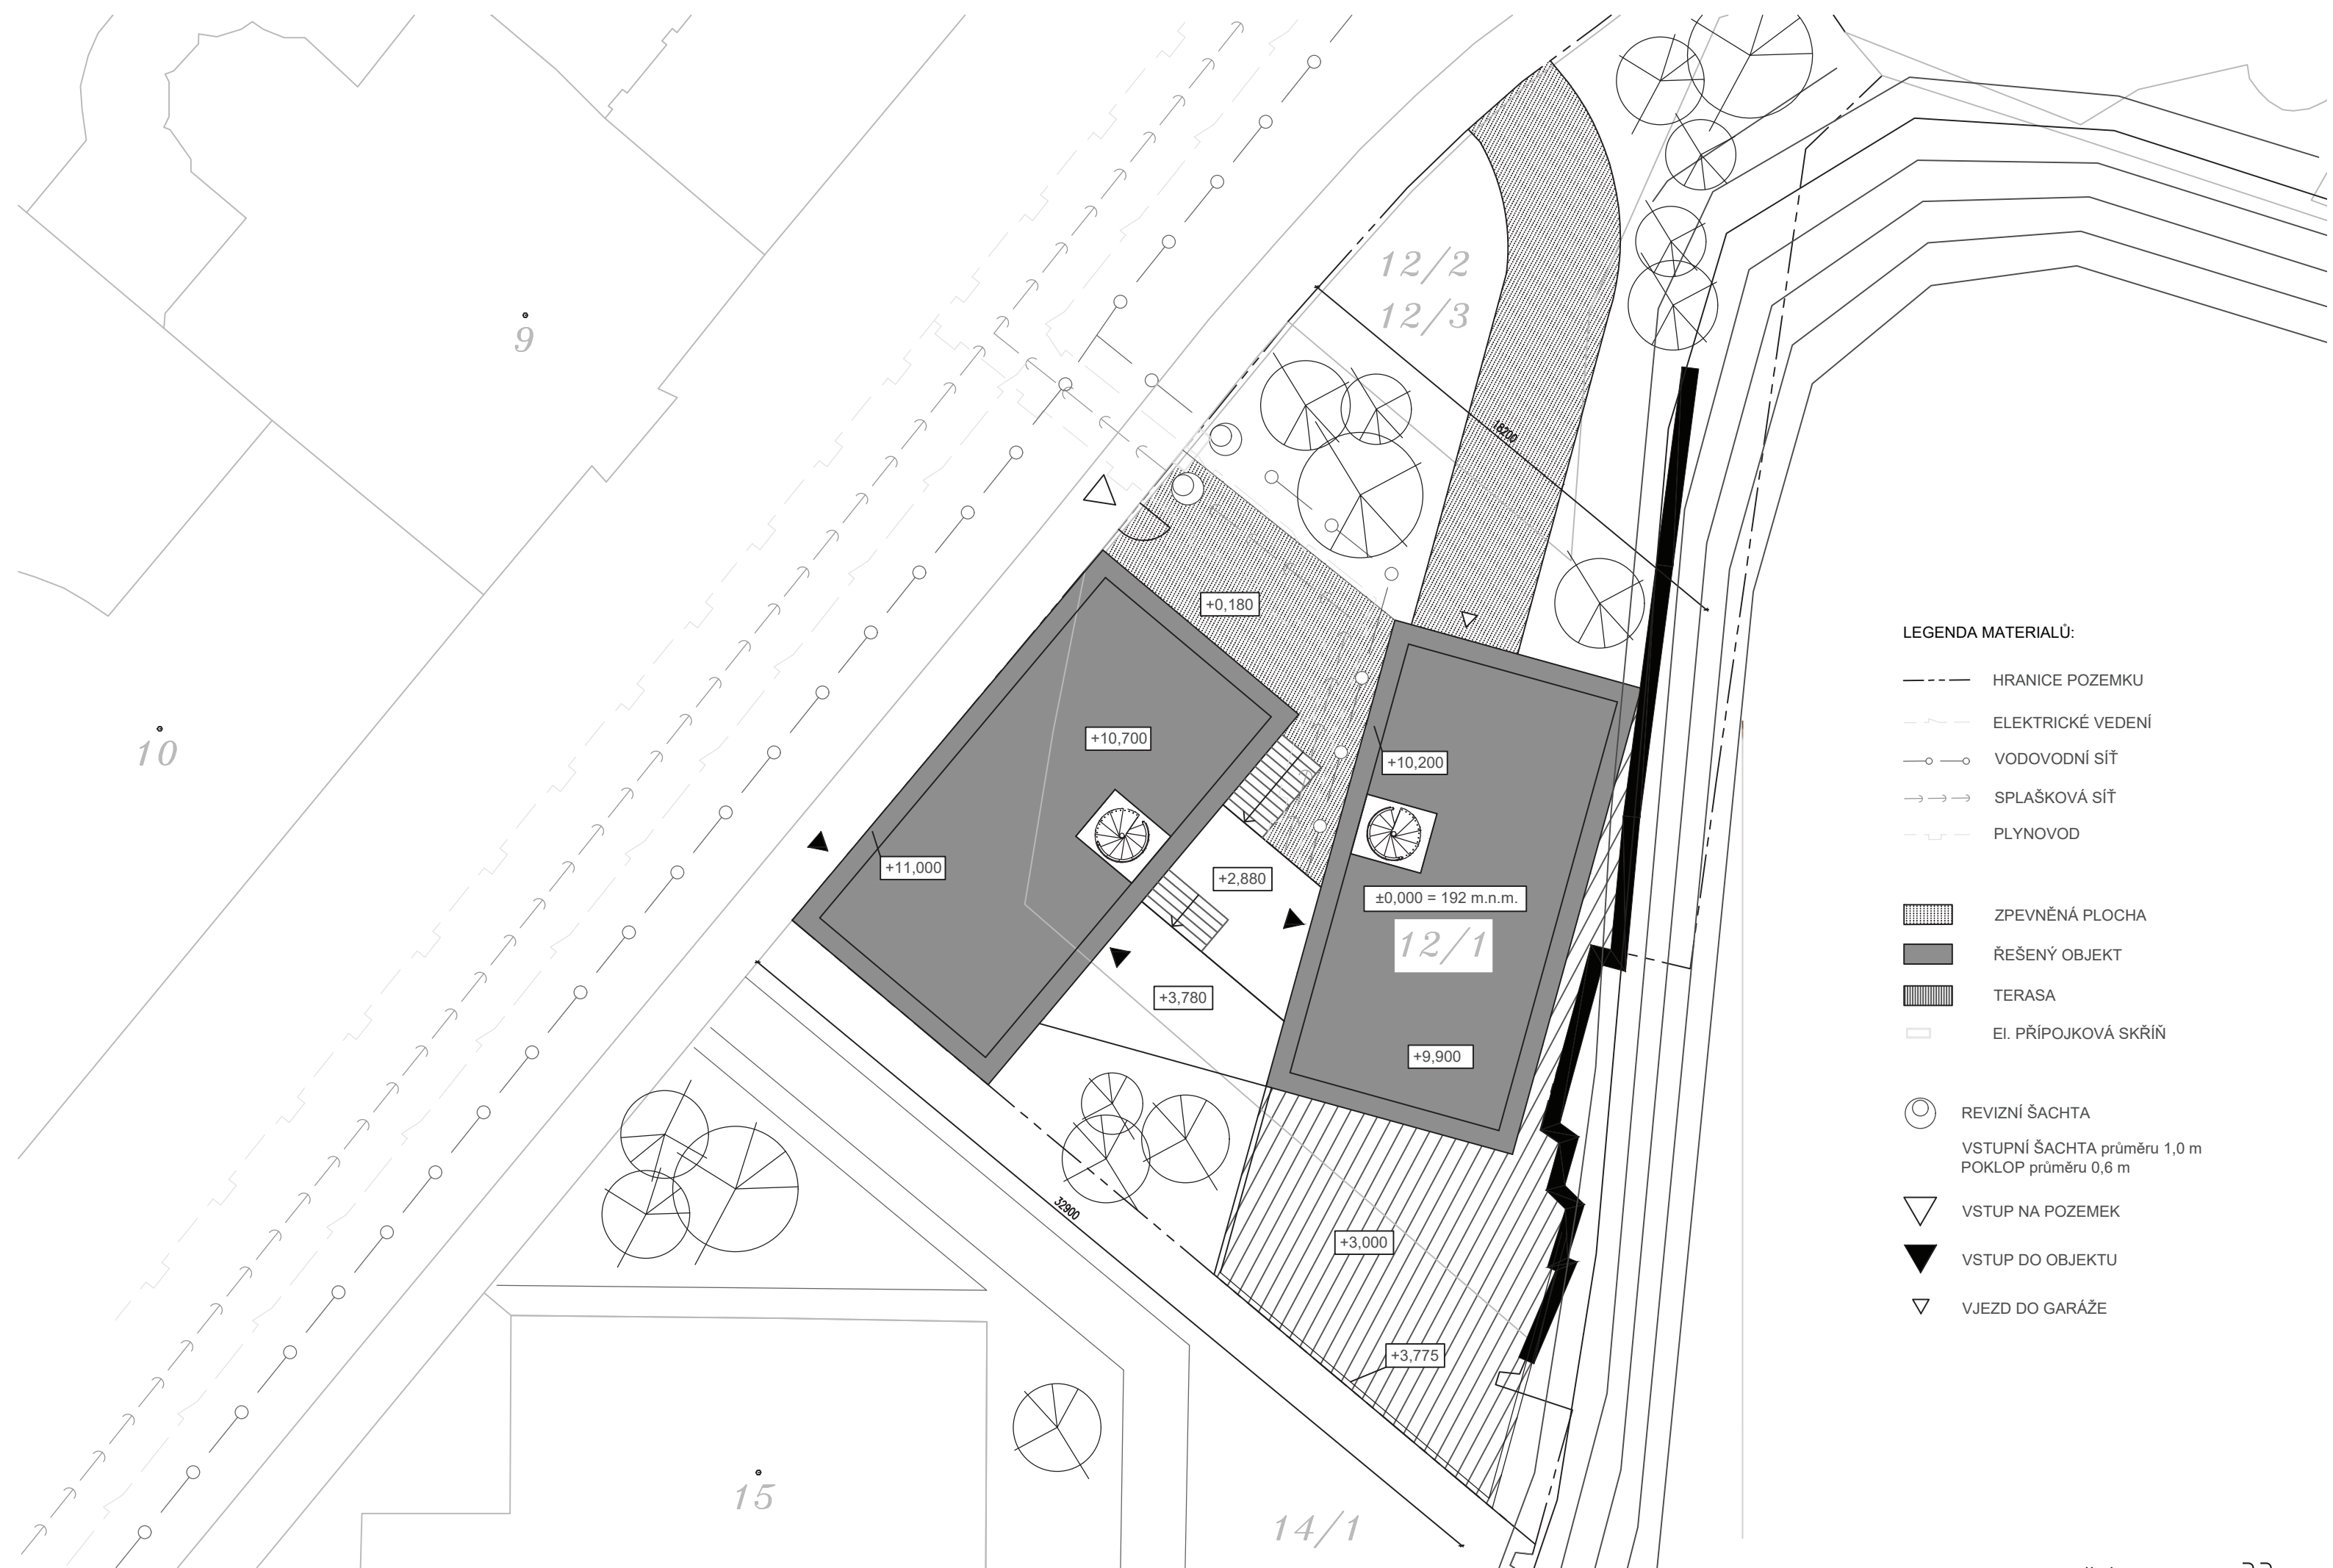 12/2
12/3
9
18200
+0,180
10
+10,700
+10,200
+11,000
+2,880
±0,000 = 192 m.n.m.
12/1
+3,780
+9,900
32900
+3,000
+3,775
15
14/1
LEGENDA MATERIALŮ:
HRANICE POZEMKU
ELEKTRICKÉ VEDENÍ
VODOVODNÍ SÍŤ
SPLAŠKOVÁ SÍŤ
PLYNOVOD
ZPEVNĚNÁ PLOCHA
ŘEŠENÝ OBJEKT
TERASA
El. PŘÍPOJKOVÁ SKŘÍŇ
REVIZNÍ ŠACHTA
VSTUPNÍ ŠACHTA průměru 1,0 m
POKLOP průměru 0,6 m
VSTUP NA POZEMEK
VSTUP DO OBJEKTU
VJEZD DO GARÁŽE